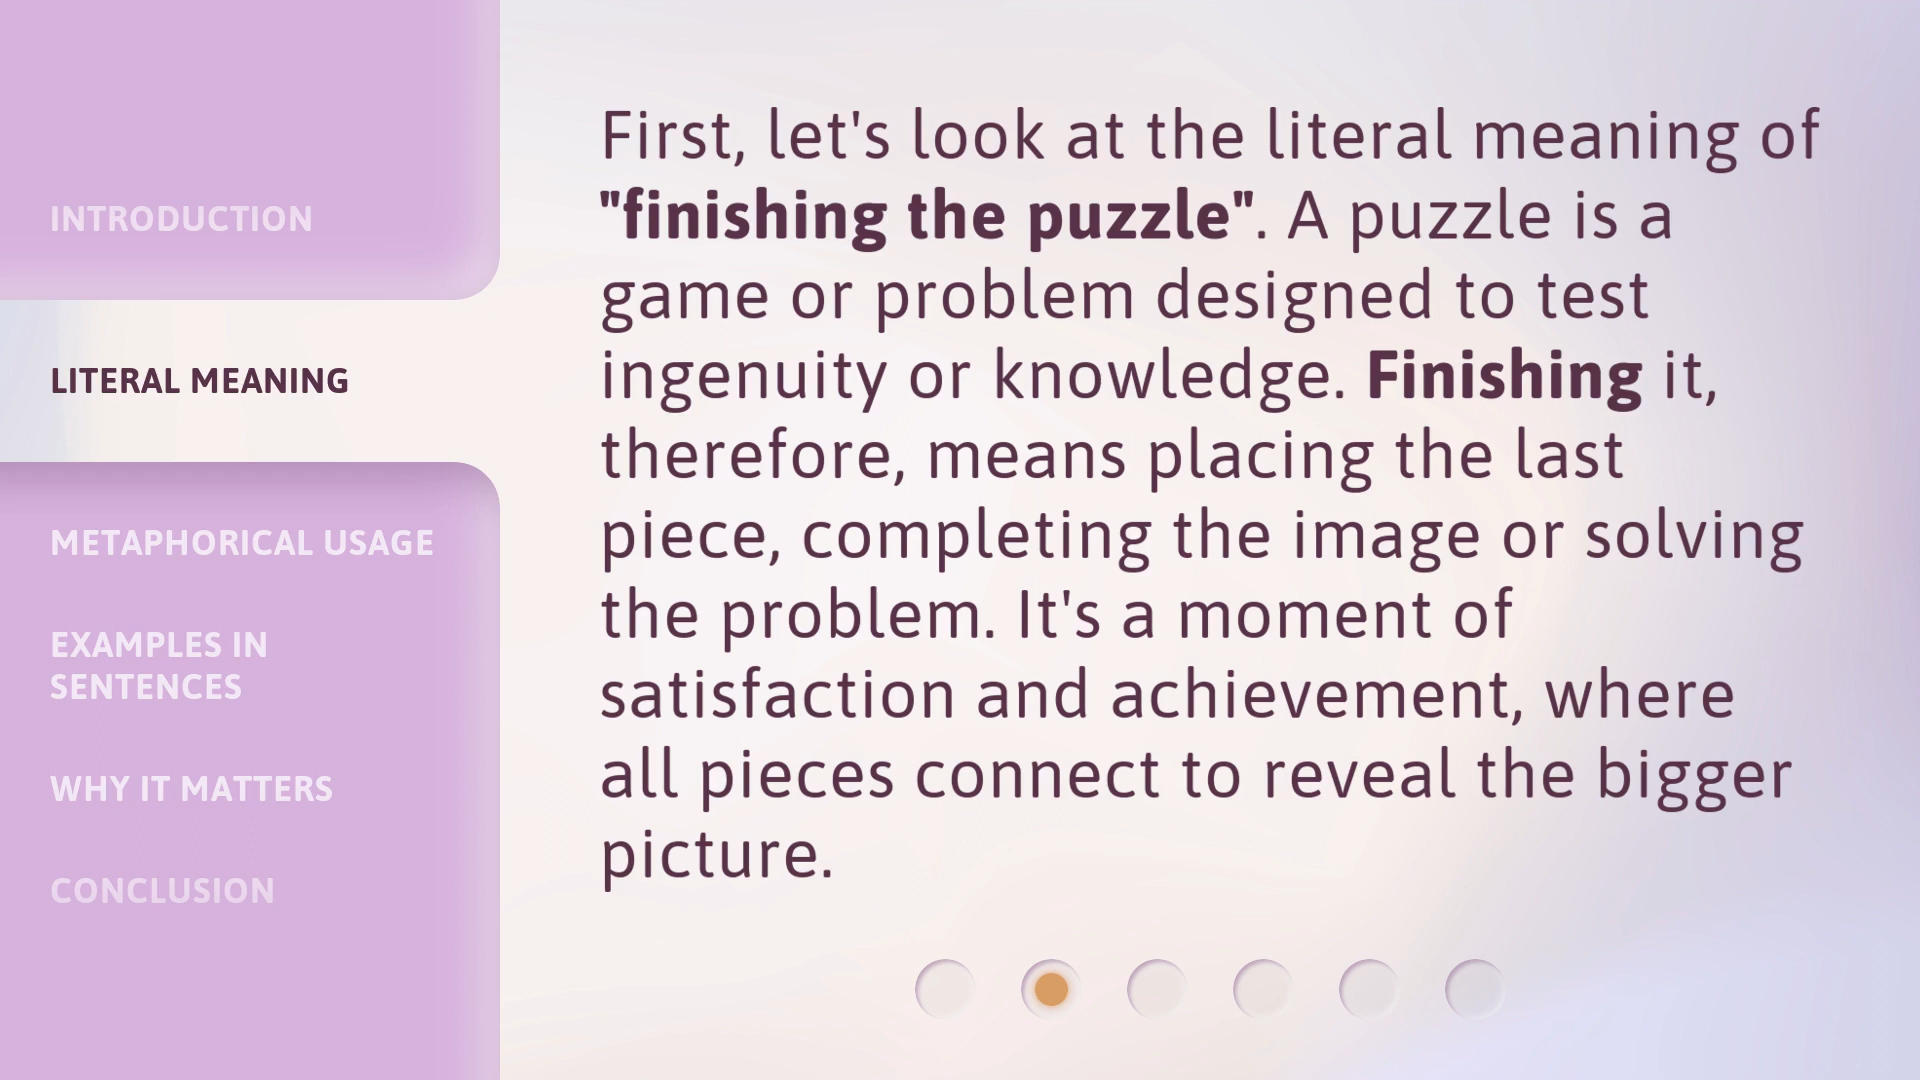 INTRODUCTION
LITERAL MEANING
METAPHORICAL USAGE
EXAMPLES IN
SENTENCES
WHY IT MATTERS
CONCLUSION
First, let's look at the literal meaning of
"finishing the puzzle". A puzzle is a
game or problem designed to test
ingenuity or knowledge. Finishing it,
therefore, means placing the last
piece, completing the image or solving
the problem. It's a moment of
satisfaction and achievement, where
all pieces connect to reveal the bigger
picture.